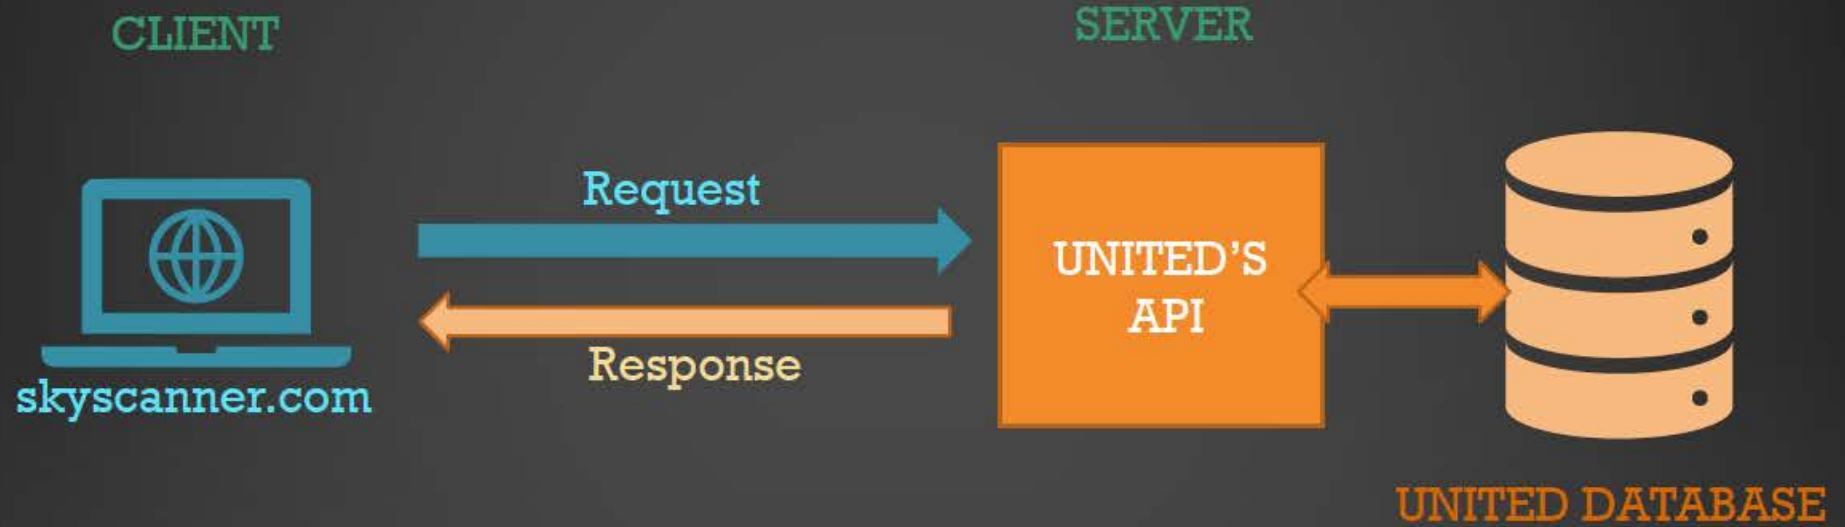 CLIENT
SERVER
Request
UNITED'S
API
Response
skyscanner.com
UNITED DATABASE